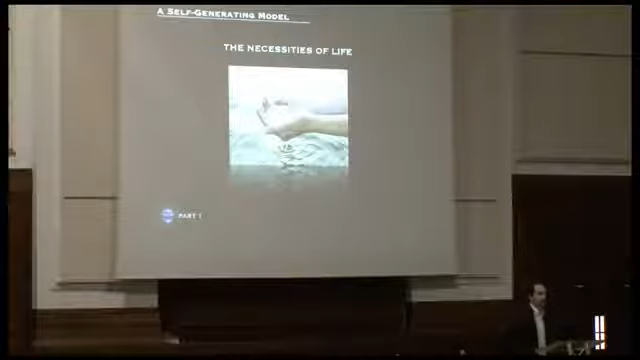 A SELF-GENERATING MODEL
THE NECESSITIES OF LIFE
PART 1